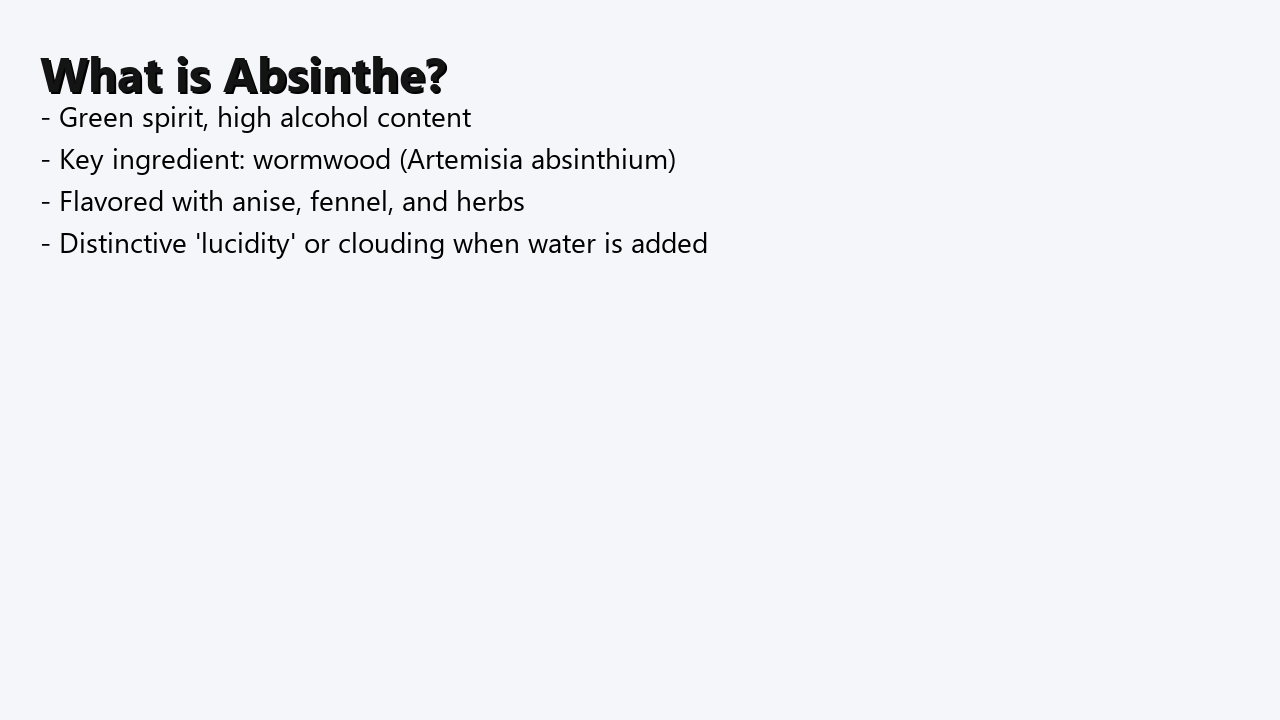 What is Absinthe?
- Green spirit, high alcohol content
- Key ingredient: wormwood (Artemisia absinthium)
- Flavored with anise, fennel, and herbs
- Distinctive 'lucidity' or clouding when water is added